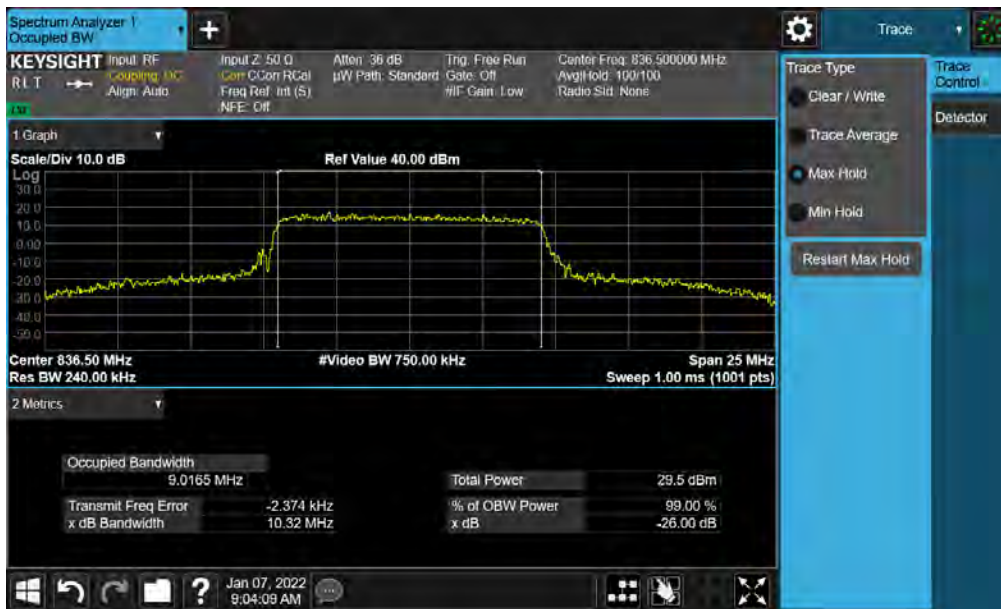 Spectrum Analyzer 1
Occupied BW
Trace
KEYSIGHT Input: RF
RLT
Coupling: DC
Align: Auto
Input Z: 50 Ω
Corr CCorr RCal
Freq Ref: Int (S)
NFE: Off
Atten: 36 dB
µW Path: Standard
Trig: Free Run
Gate: Off
#IF Gain: Low
Center Freq: 836.500000 MHz
Avg|Hold: 100/100
Radio Std: None
Trace Type
Clear / Write
Trace Average
Max Hold
Min Hold
Restart Max Hold
Trace
Control
Detector
1 Graph
Scale/Div 10.0 dB
Ref Value 40.00 dBm
Log
30.0
20.0
10.0
0.00
-10.0
-20.0
-30.0
-40.0
-50.0
Center 836.50 MHz
#Video BW 750.00 kHz
Span 25 MHz
Res BW 240.00 kHz
Sweep 1.00 ms (1001 pts)
2 Metrics
Occupied Bandwidth
9.0165 MHz
Total Power 29.5 dBm
Transmit Freq Error -2.374 kHz
% of OBW Power 99.00 %
x dB Bandwidth 10.32 MHz
x dB -26.00 dB
?
Jan 07, 2022
9:04:09 AM